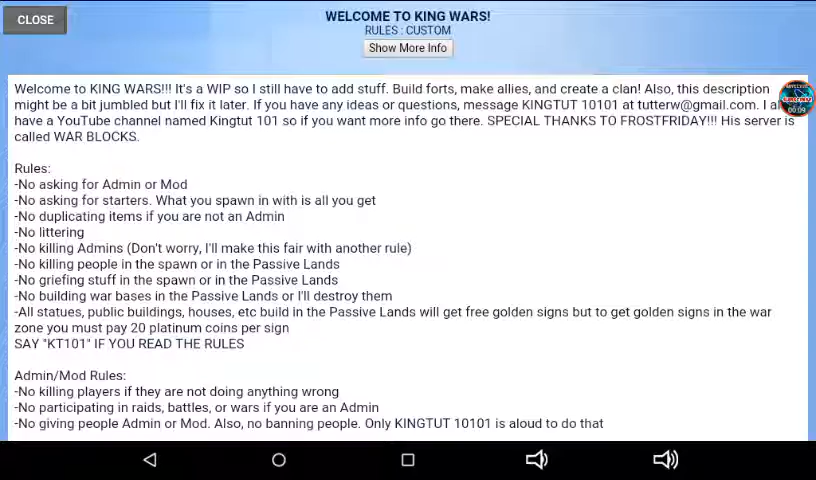 CLOSE
WELCOME TO KING WARS!
RULES : CUSTOM
Show More Info
Welcome to KING WARS!!! It's a WIP so I still have to add stuff. Build forts, make allies, and create a clan! Also, this description
might be a bit jumbled but I'll fix it later. If you have any ideas or questions, message KINGTUT 10101 at tutterw@gmail.com. I a
have a YouTube channel named Kingtut 101 so if you want more info go there. SPECIAL THANKS TO FROSTFRIDAY!!! His server is
called WAR BLOCKS.
00:09
Rules:
-No asking for Admin or Mod
-No asking for starters. What you spawn in with is all you get
-No duplicating items if you are not an Admin
-No littering
-No killing Admins (Don't worry, I'll make this fair with another rule)
-No killing people in the spawn or in the Passive Lands
-No griefing stuff in the spawn or in the Passive Lands
-No building war bases in the Passive Lands or I'll destroy them
-All statues, public buildings, houses, etc build in the Passive Lands will get free golden signs but to get golden signs in the war
zone you must pay 20 platinum coins per sign
SAY "KT101" IF YOU READ THE RULES
Admin/Mod Rules:
-No killing players if they are not doing anything wrong
-No participating in raids, battles, or wars if you are an Admin
-No giving people Admin or Mod. Also, no banning people. Only KINGTUT 10101 is aloud to do that